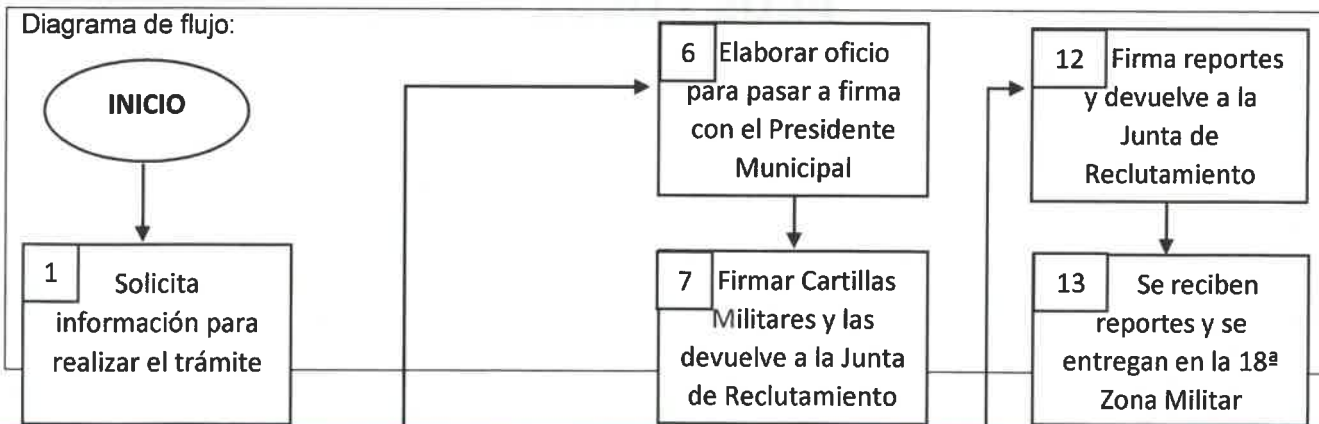 Diagrama de flujo:
INICIO
1
Solicita
información para
realizar el trámite
6
Elaborar oficio
para pasar a firma
con el Presidente
Municipal
7
Firmar Cartillas
Militares y las
devuelve a la Junta
de Reclutamiento
12
Firma reportes
y devuelve a la
Junta de
Reclutamiento
13
Se reciben
reportes y se
entregan en la 18ª
Zona Militar